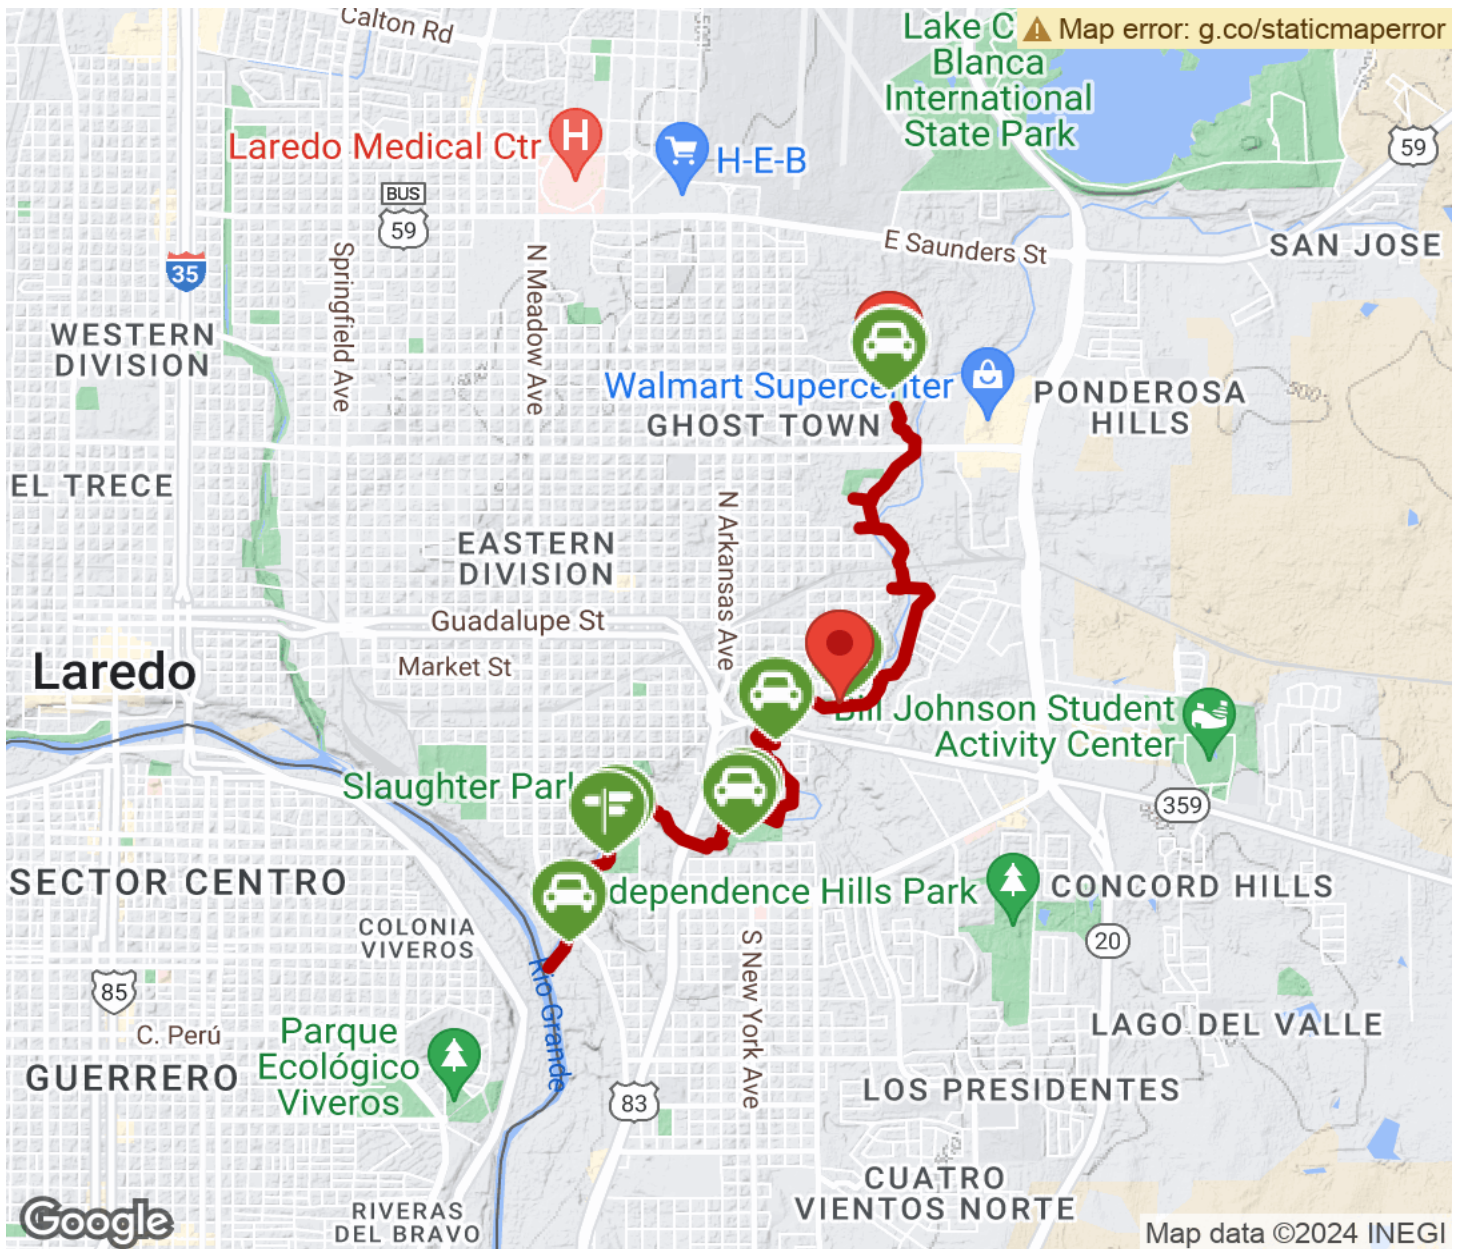 Calton Rd
Lake C
Map error: g.co/staticmaperror
Blanca
International
State Park
59
Laredo Medical Ctr
H
H-E-B
BUS
59
E Saunders St
SAN JOSE
35
Springfield Ave
N Meadow Ave
WESTERN
DIVISION
Walmart Supercenter
PONDEROSA
HILLS
GHOST TOWN
EL TRECE
N Arkansas Ave
EASTERN
DIVISION
Guadalupe St
Market St
Laredo
Bill Johnson Student
Activity Center
Slaughter Park
359
SECTOR CENTRO
dependence Hills Park
CONCORD HILLS
COLONIA
VIVEROS
20
S New York Ave
Rio Grande
85
C. Perú
Parque
Ecológico
Viveros
GUERRERO
LAGO DEL VALLE
LOS PRESIDENTES
83
CUATRO
VIENTOS NORTE
RIVERAS
DEL BRAVO
Google
Map data ©2024 INEGI